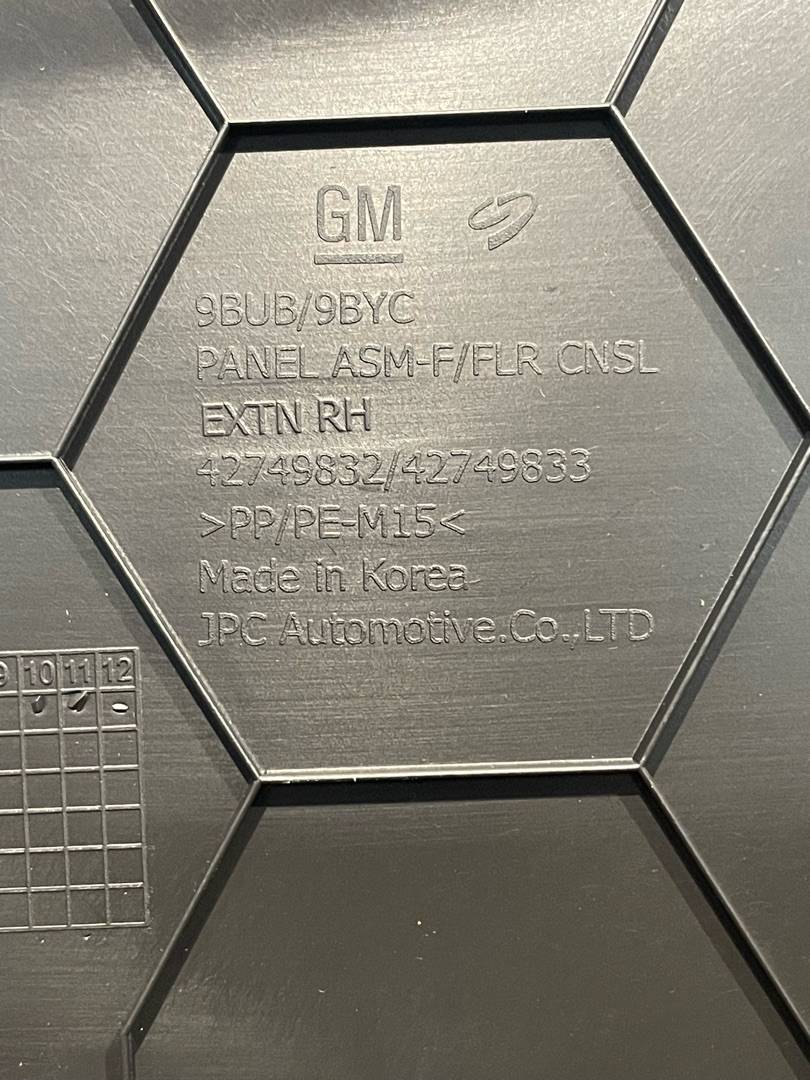 GM
9BUB/9BYC
PANEL ASM-F/FLR CNSL
EXTN RH
42749832/42749833
>PP/PE-M15<
Made in Korea
JPC Automotive.Co.,LTD
9 10 11 12